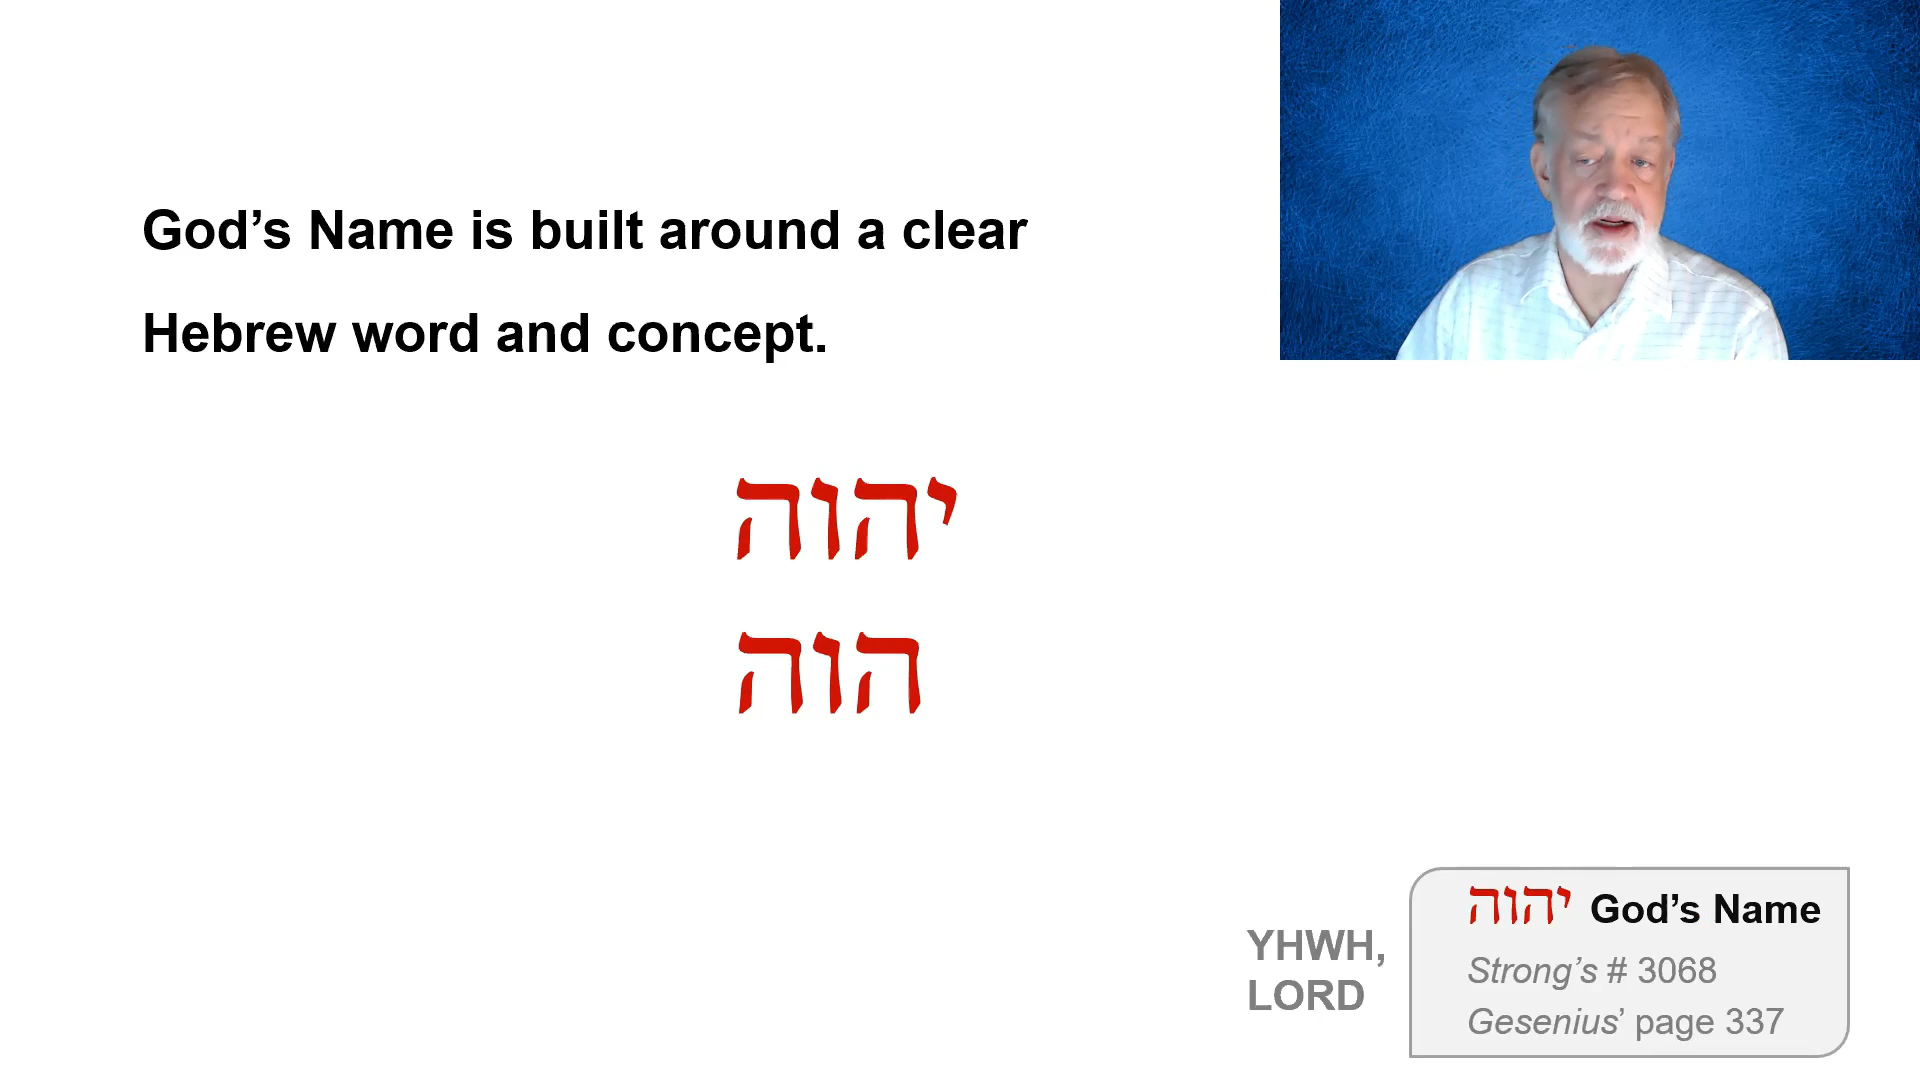 God’s Name is built around a clear
Hebrew word and concept.
יהוה
הוה
YHWH,
LORD
יהוה God’s Name
Strong’s # 3068
Gesenius’ page 337